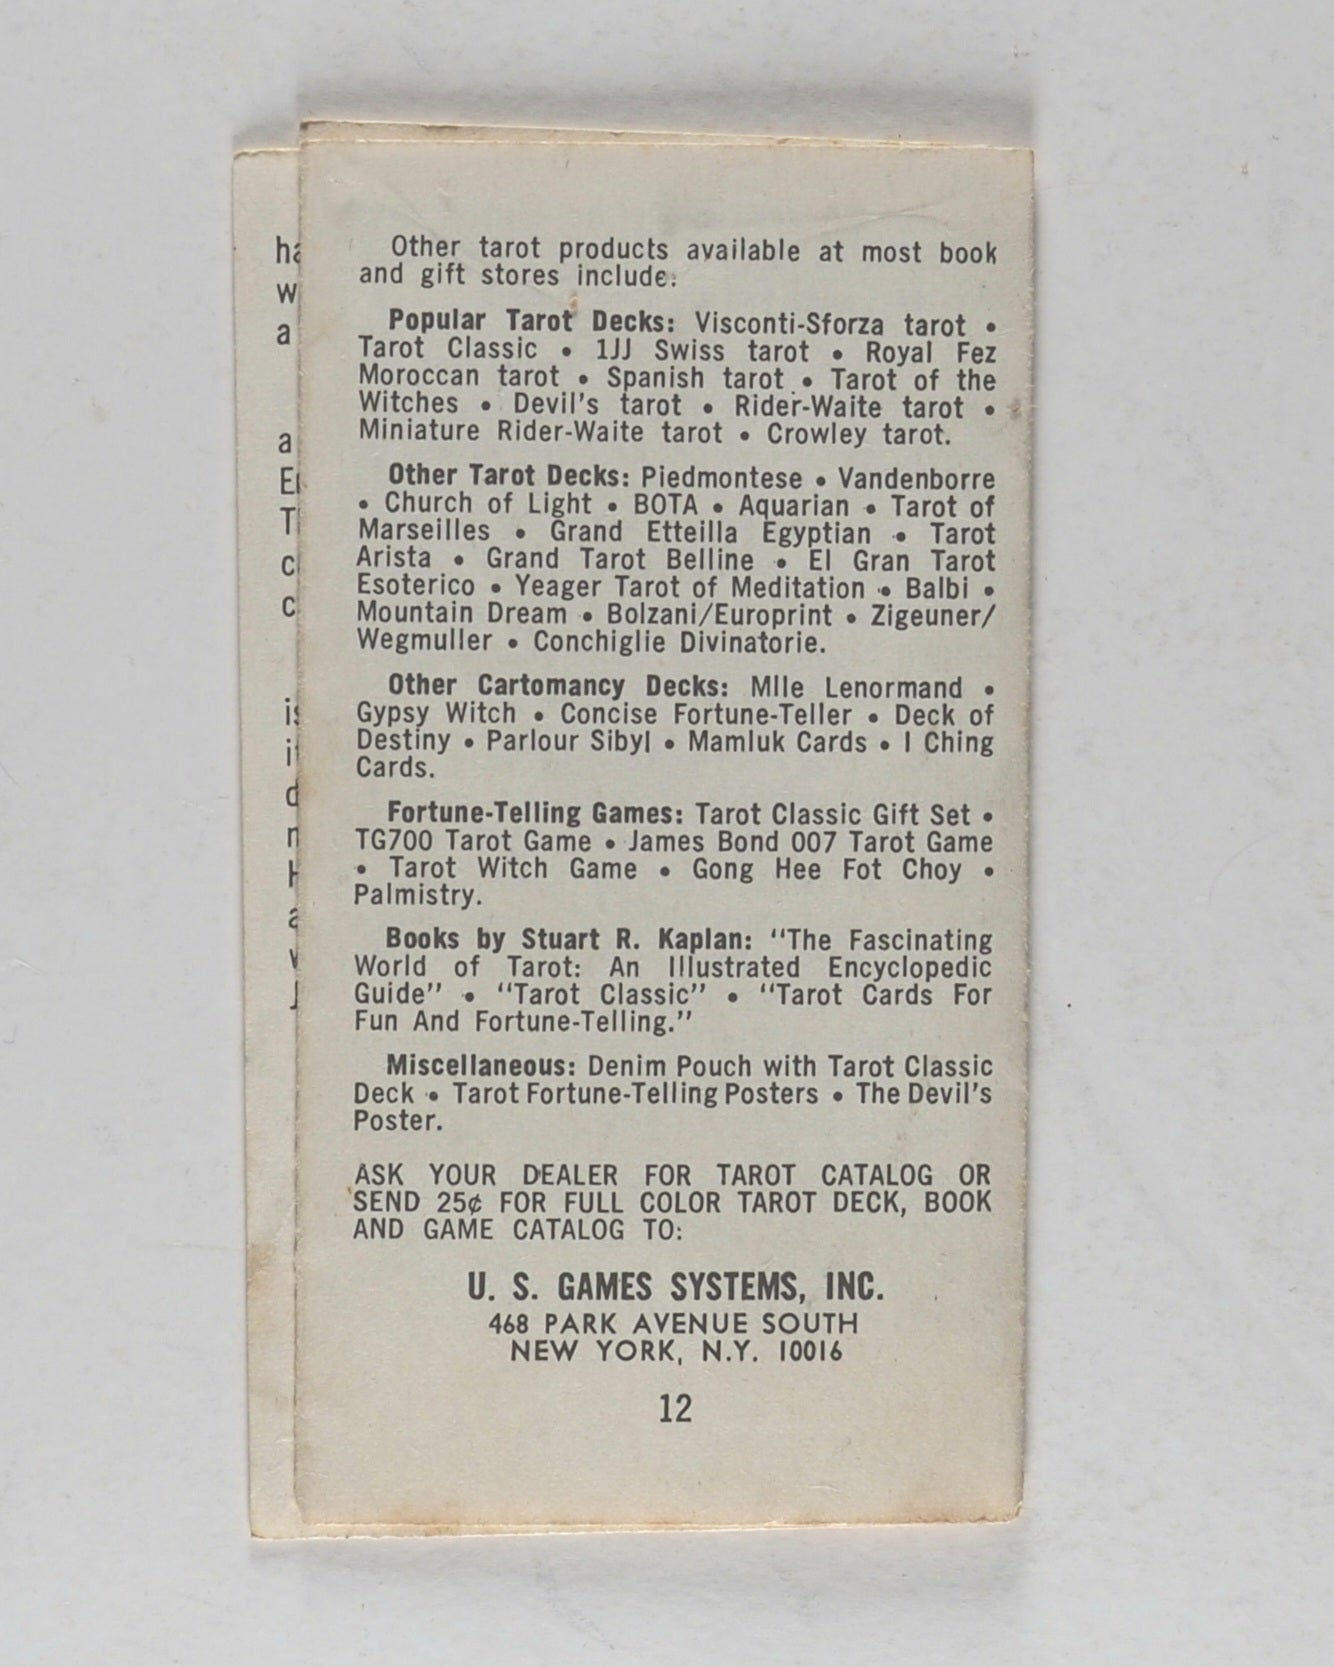 Other tarot products available at most book
and gift stores include:
Popular Tarot Decks: Visconti-Sforza tarot •
Tarot Classic • 1JJ Swiss tarot • Royal Fez
Moroccan tarot • Spanish tarot • Tarot of the
Witches • Devil's tarot • Rider-Waite tarot •
Miniature Rider-Waite tarot • Crowley tarot.
Other Tarot Decks: Piedmontese • Vandenborre
• Church of Light • BOTA • Aquarian • Tarot of
Marseilles • Grand Etteilla Egyptian • Tarot
Arista • Grand Tarot Belline • El Gran Tarot
Esoterico • Yeager Tarot of Meditation • Balbi •
Mountain Dream • Bolzani/Europrint • Zigeuner/
Wegmuller • Conchiglie Divinatorie.
Other Cartomancy Decks: Mlle Lenormand •
Gypsy Witch • Concise Fortune-Teller • Deck of
Destiny • Parlour Sibyl • Mamluk Cards • I Ching
Cards.
Fortune-Telling Games: Tarot Classic Gift Set •
TG700 Tarot Game • James Bond 007 Tarot Game
• Tarot Witch Game • Gong Hee Fot Choy •
Palmistry.
Books by Stuart R. Kaplan: "The Fascinating
World of Tarot: An Illustrated Encyclopedic
Guide" • "Tarot Classic" • "Tarot Cards For
Fun And Fortune-Telling."
Miscellaneous: Denim Pouch with Tarot Classic
Deck • Tarot Fortune-Telling Posters • The Devil's
Poster.
ASK YOUR DEALER FOR TAROT CATALOG OR
SEND 25¢ FOR FULL COLOR TAROT DECK, BOOK
AND GAME CATALOG TO:
U. S. GAMES SYSTEMS, INC.
468 PARK AVENUE SOUTH
NEW YORK, N.Y. 10016
12